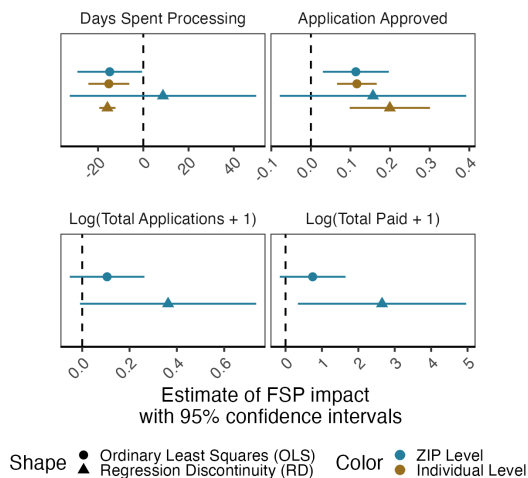 Days Spent Processing
Application Approved
-20 0 20 40
-0.1 0.0 0.1 0.2 0.3 0.4
Log(Total Applications + 1)
Log(Total Paid + 1)
0.0 0.2 0.4 0.6
0 1 2 3 4 5
Estimate of FSP impact
with 95% confidence intervals
Shape
Ordinary Least Squares (OLS)
Regression Discontinuity (RD)
Color
ZIP Level
Individual Level